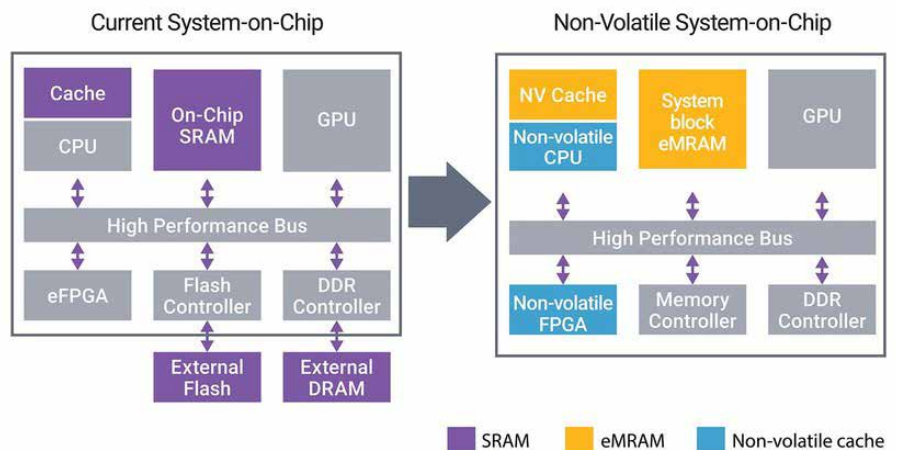 Current System-on-Chip
Non-Volatile System-on-Chip
Cache
CPU
On-Chip
SRAM
GPU
High Performance Bus
eFPGA
Flash
Controller
DDR
Controller
External
Flash
External
DRAM
NV Cache
Non-volatile
CPU
System
block
eMRAM
GPU
High Performance Bus
Non-volatile
FPGA
Memory
Controller
DDR
Controller
SRAM
eMRAM
Non-volatile cache